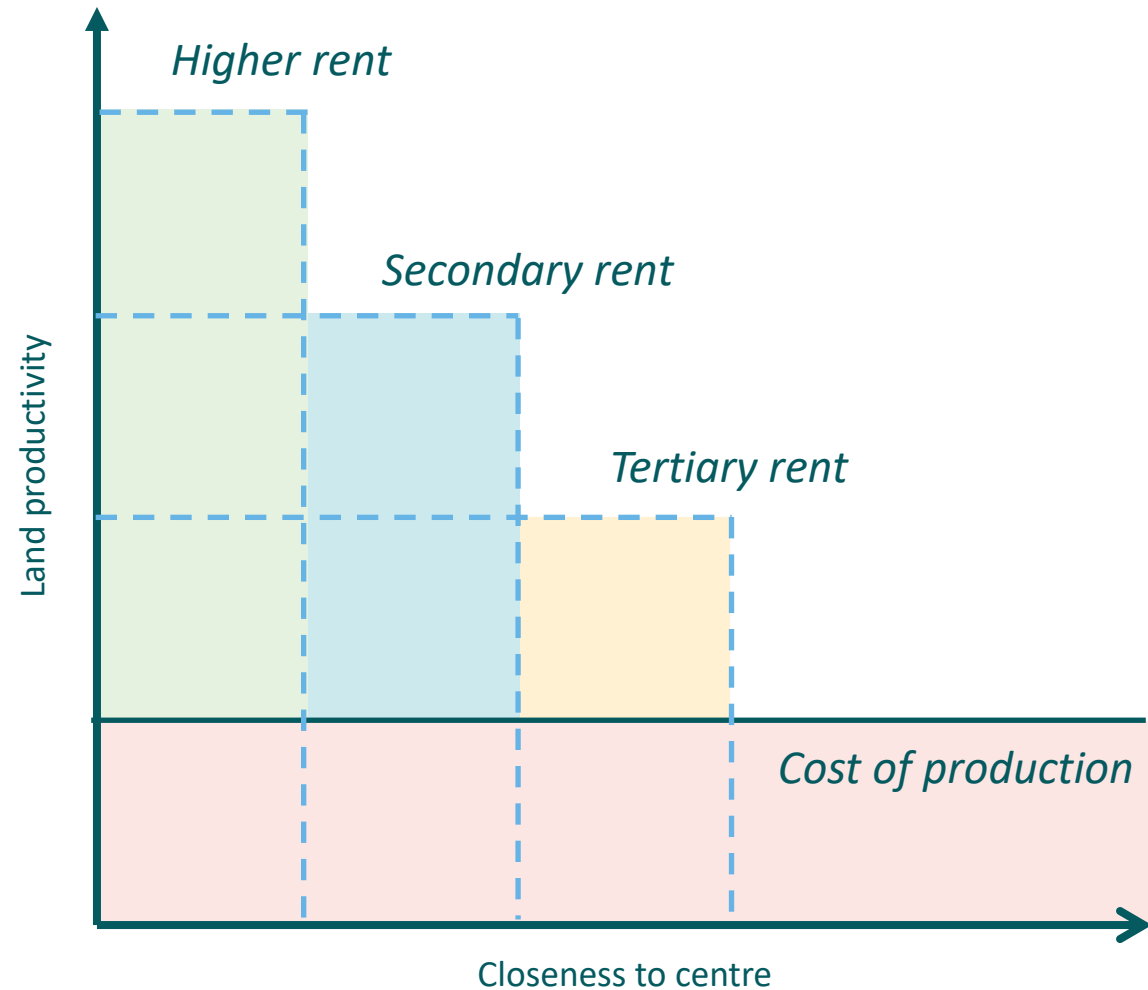 Higher rent
Secondary rent
Tertiary rent
Land productivity
Cost of production
Closeness to centre